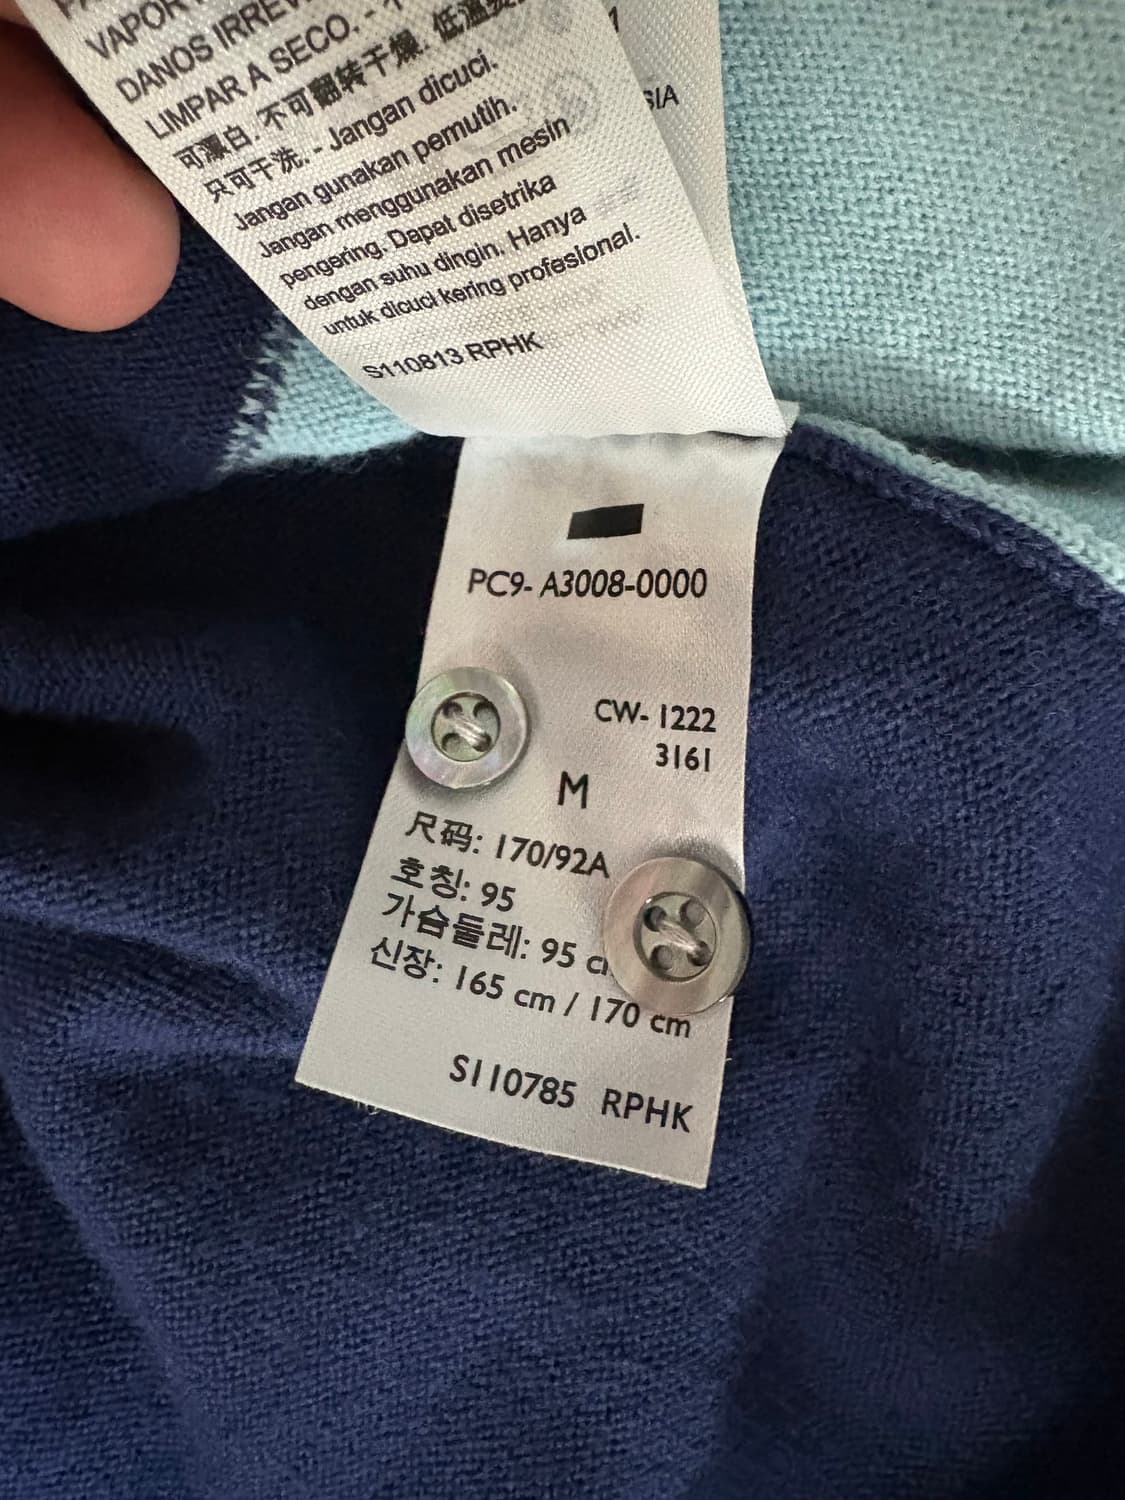 VAPOR
DANOS IRREV
LIMPAR A SECO. - 不
可漂白. 不可翻转干燥. 低温
只可干洗. - Jangan dicuci.
Jangan gunakan pemutih.
Jangan menggunakan mesin
pengering. Dapat disetrika
dengan suhu dingin. Hanya
untuk dicuci kering profesional.
S110813 RPHK
SIA
PC9- A3008-0000
CW- 1222
3161
M
尺码: 170/92A
호칭: 95
가슴둘레: 95 c
신장: 165 cm / 170 cm
S110785 RPHK